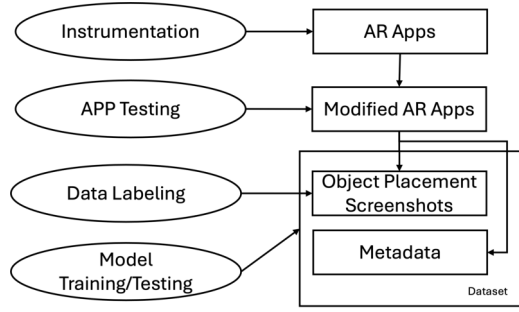 Instrumentation
AR Apps
APP Testing
Modified AR Apps
Data Labeling
Object Placement
Screenshots
Model
Training/Testing
Metadata
Dataset